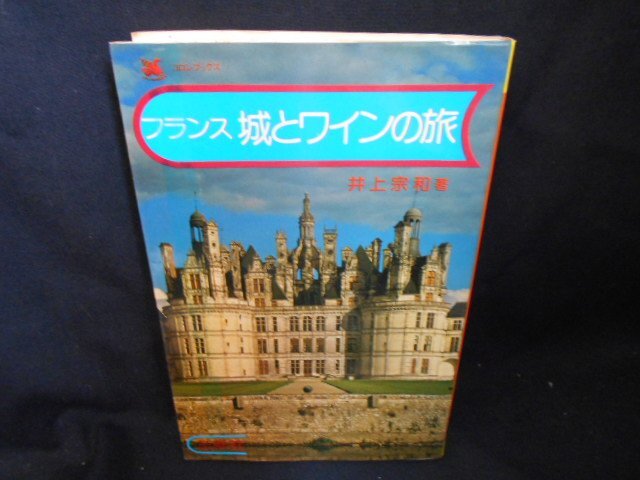 フランス 城とワインの旅
井上宗和著